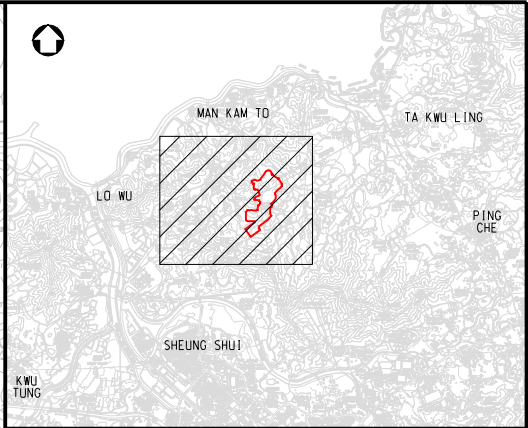 MAN KAM TO
TA KWU LING
LO WU
PING
CHE
SHEUNG SHUI
KWU
TUNG